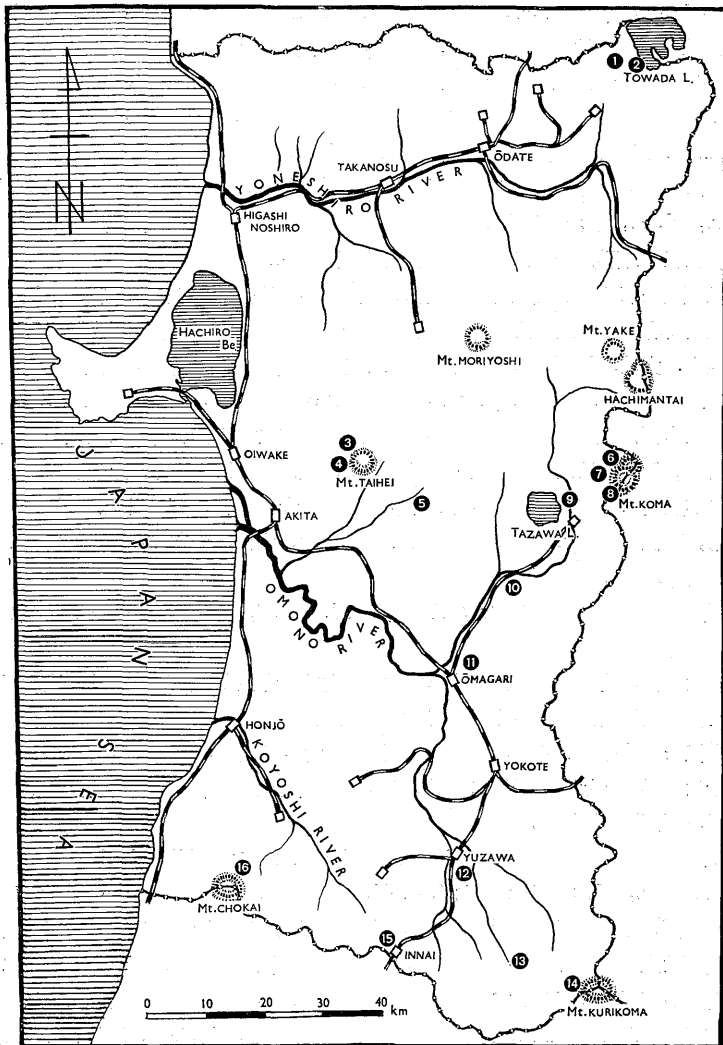 N
1 2
TOWADA L.
TAKANOSU
ŌDATE
YONESHIRO RIVER
HIGASHI
NOSHIRO
HACHIRO
Be.
Mt. YAKE
Mt. MORIYOSHI
HACHIMANTAI
OIWAKE
3
4
Mt. TAIHEI
5
6
7
8
Mt. KOMA
9
TAZAWA L.
AKITA
10
OMONO RIVER
11
ŌMAGARI
JAPAN SEA
HONJŌ
KOYOSHI RIVER
YOKOTE
YUZAWA
12
16
Mt. CHOKAI
15
INNAI
13
14
Mt. KURIKOMA
0 10 20 30 40
km